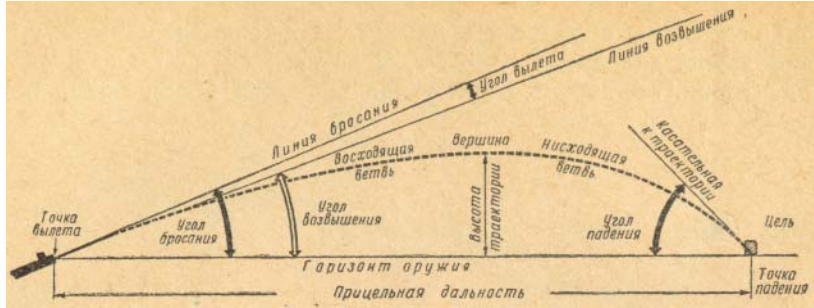 Линия бросания
Угол вылета
Линия возвышения
Восходящая
ветвь
Вершина
Нисходящая
ветвь
Касательная
к траектории
Точка
вылета
Угол
бросания
Угол
возвышения
Высота
траектории
Угол
падения
Цель
Горизонт оружия
Точка
падения
Прицельная дальность